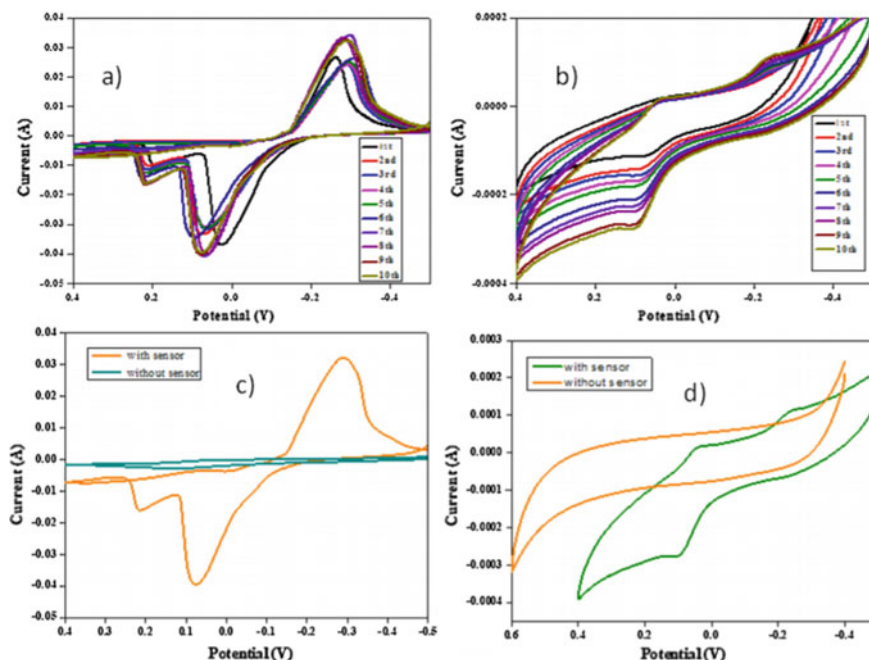 a)
0.04
0.03
0.02
0.01
0.00
-0.01
-0.02
-0.03
-0.04
-0.05
Current (A)
0.4 0.2 0.0 -0.2 -0.4
Potential (V)
1st
2nd
3rd
4th
5th
6th
7th
8th
9th
10th
b)
0.0002
0.0000
-0.0002
-0.0004
Current (A)
0.4 0.2 0.0 -0.2 -0.4
Potential (V)
1st
2nd
3rd
4th
5th
6th
7th
8th
9th
10th
c)
0.04
0.03
0.02
0.01
0.00
-0.01
-0.02
-0.03
-0.04
-0.05
Current (A)
0.4 0.3 0.2 0.1 0.0 -0.1 -0.2 -0.3 -0.4 -0.5
Potential (V)
with sensor
without sensor
d)
0.0003
0.0002
0.0001
0.0000
-0.0001
-0.0002
-0.0003
-0.0004
Current (A)
0.6 0.4 0.2 0.0 -0.2 -0.4
Potential (V)
with sensor
without sensor